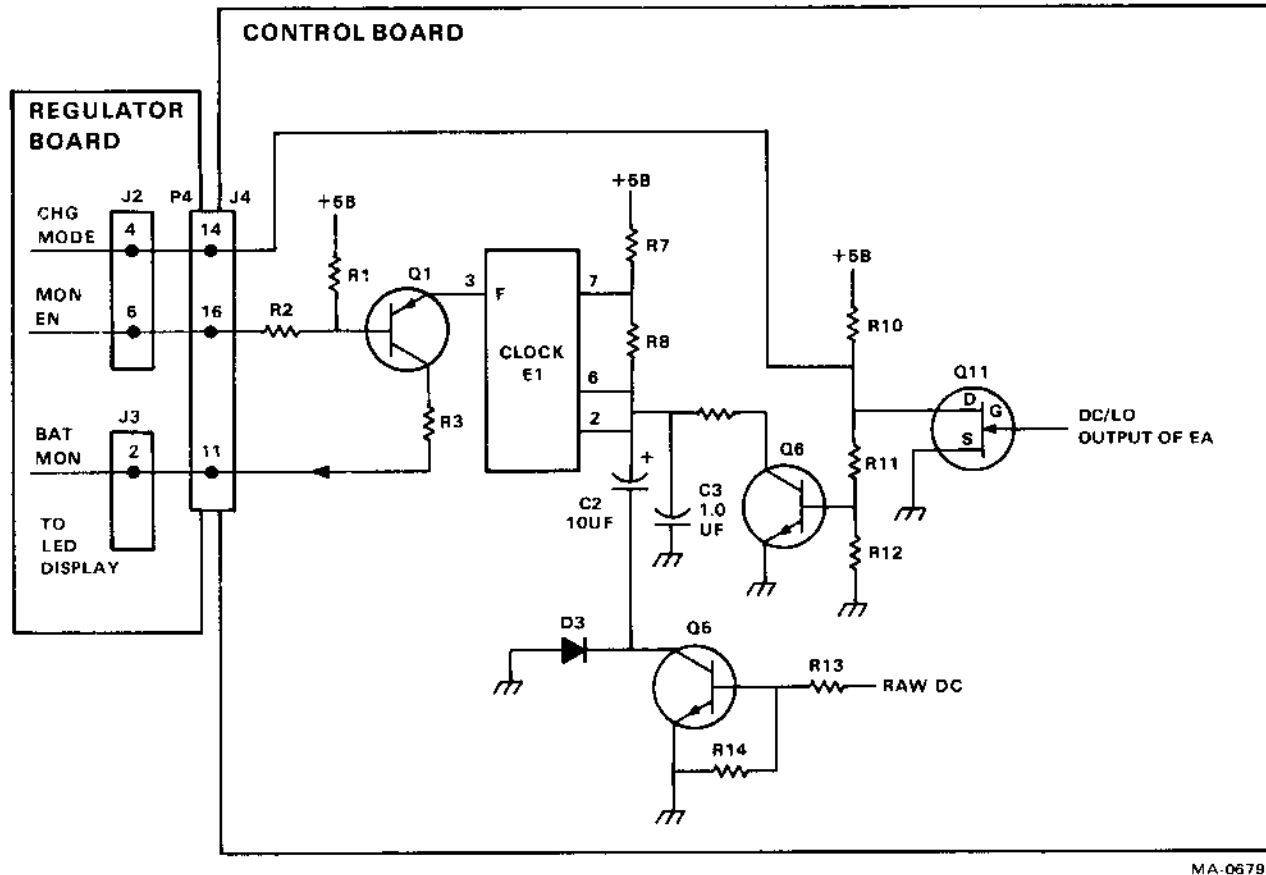 CONTROL BOARD
REGULATOR
BOARD
J2
P4
J4
CHG
MODE
4
14
MON
EN
6
16
J3
BAT
MON
2
11
TO
LED
DISPLAY
+5B
R1
R2
Q1
R3
3
F
CLOCK
E1
7
6
2
+5B
R7
R8
+
C2
10UF
C3
1.0
UF
Q6
+5B
R10
R11
R12
Q11
D
G
S
DC/LO
OUTPUT OF EA
D3
Q5
R13
RAW DC
R14
MA-0679